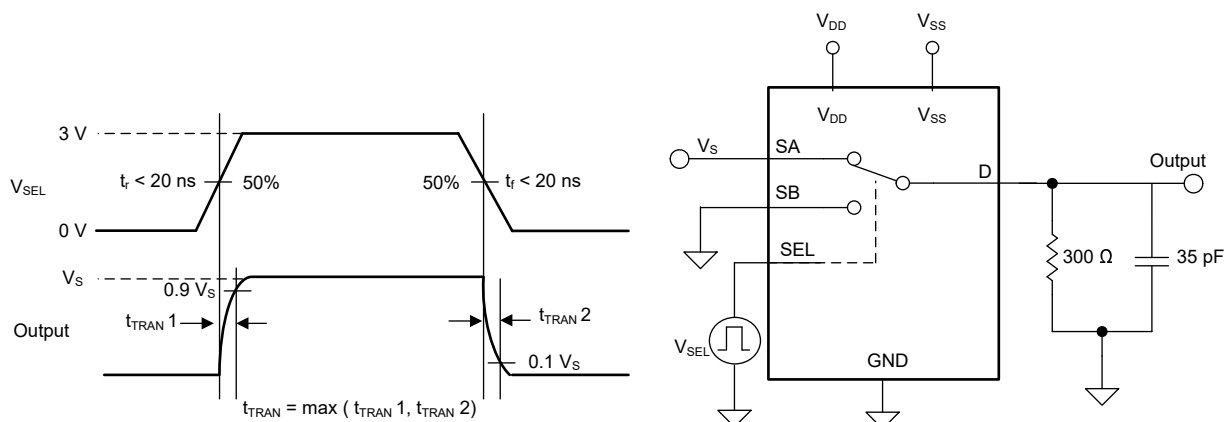 3 V
V_SEL
t_r < 20 ns
50%
50%
t_f < 20 ns
0 V
V_S
0.9 V_S
Output
t_TRAN 1
t_TRAN 2
0.1 V_S
t_TRAN = max ( t_TRAN 1, t_TRAN 2)
V_DD
V_SS
V_DD
V_SS
V_S
SA
SB
SEL
D
Output
300 Ω
35 pF
V_SEL
GND